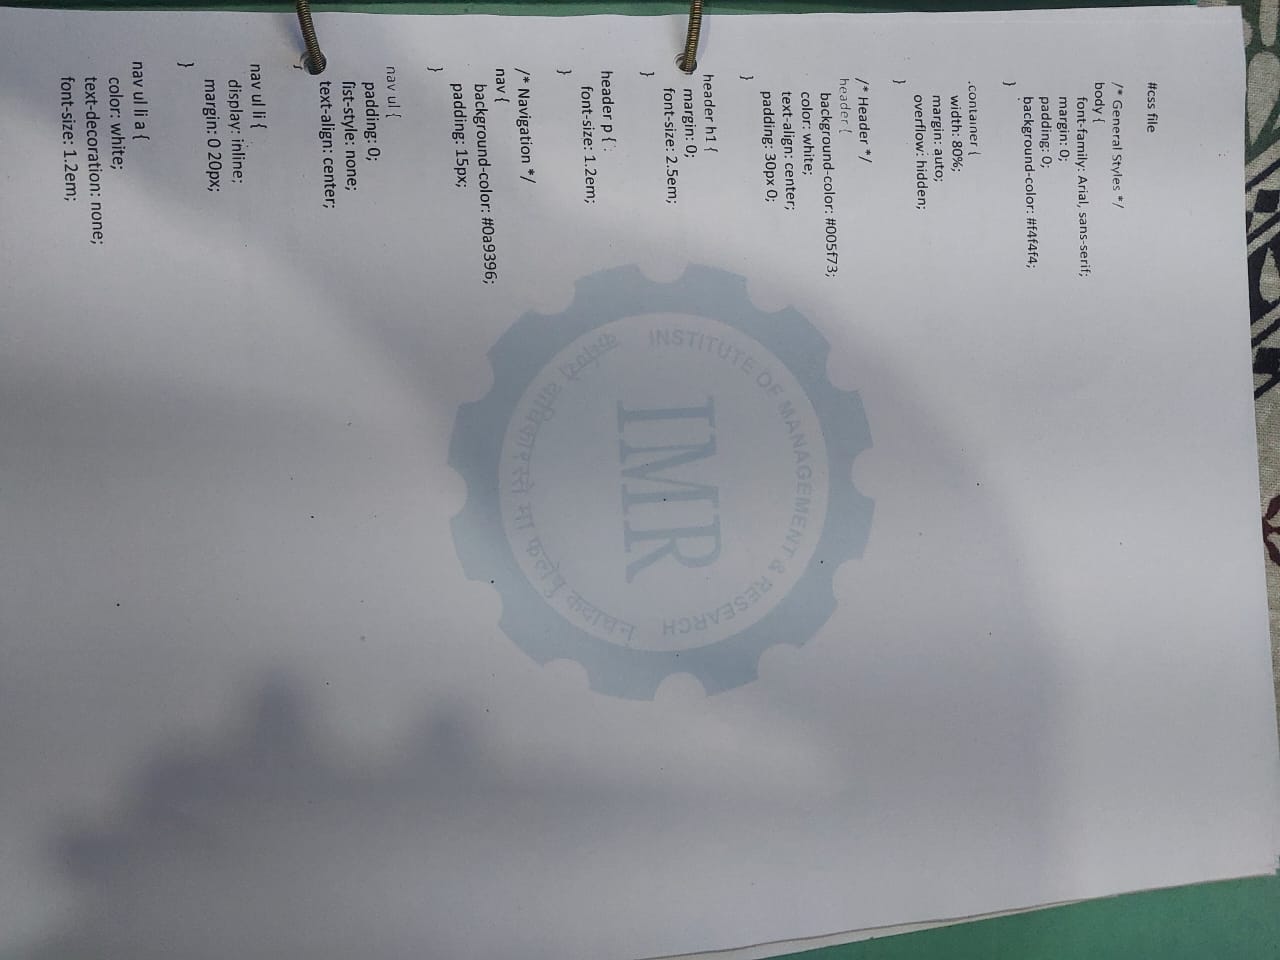 #css file
/* General Styles */
body {
font-family: Arial, sans-serif;
margin: 0;
padding: 0;
background-color: #f4f4f4;
}
.container {
width: 80%;
margin: auto;
overflow: hidden;
}
/* Header */
header {
background-color: #005f73;
color: white;
text-align: center;
padding: 30px 0;
}
header h1 {
margin: 0;
font-size: 2.5em;
}
header p {
font-size: 1.2em;
}
/* Navigation */
nav {
background-color: #0a9396;
padding: 15px;
}
nav ul {
padding: 0;
list-style: none;
text-align: center;
}
nav ul li {
display: inline;
margin: 0 20px;
}
nav ul li a {
color: white;
text-decoration: none;
font-size: 1.2em;
INSTITUTE OF MANAGEMENT & RESEARCH
IMR
मा फलेषु कदाचन